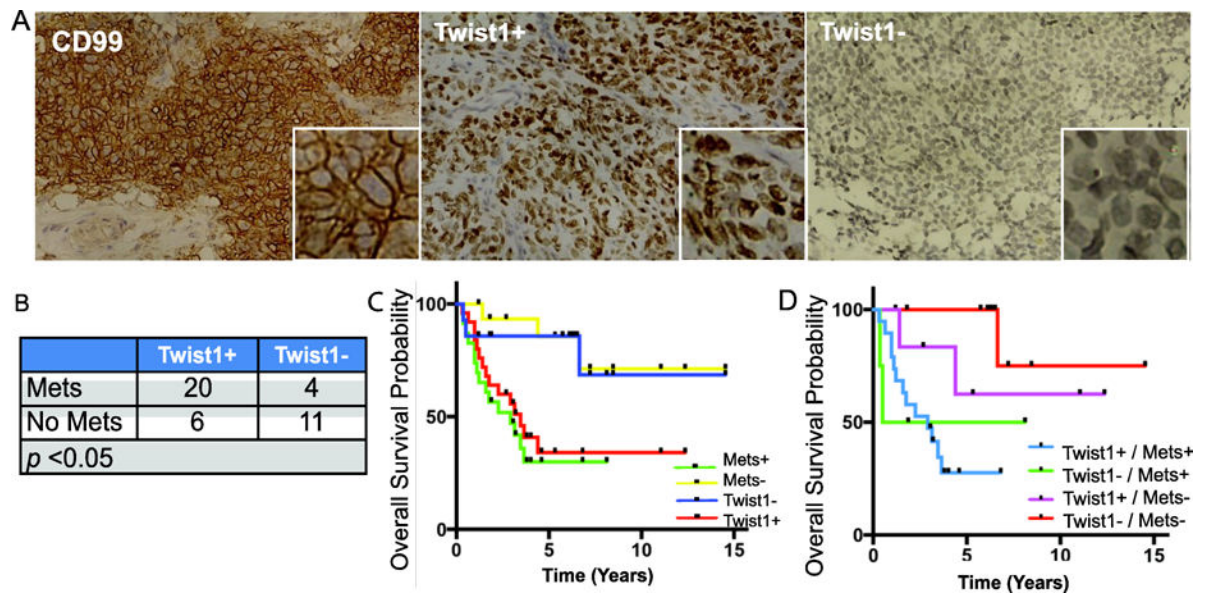 A
CD99
Twist1+
Twist1-
B
Twist1+ Twist1-
Mets 20 4
No Mets 6 11
p <0.05
C
Overall Survival Probability
100
50
0
0 5 10 15
Time (Years)
Mets+
Mets-
Twist1-
Twist1+
D
Overall Survival Probability
100
50
0
0 5 10 15
Time (Years)
Twist1+ / Mets+
Twist1- / Mets+
Twist1+ / Mets-
Twist1- / Mets-